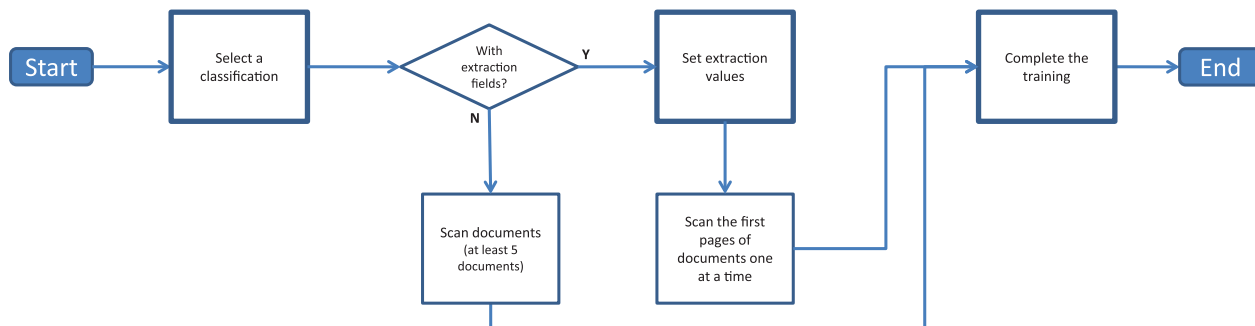 Start
Select a
classification
With
extraction
fields?
Y
N
Set extraction
values
Complete the
training
End
Scan documents
(at least 5
documents)
Scan the first
pages of
documents one
at a time